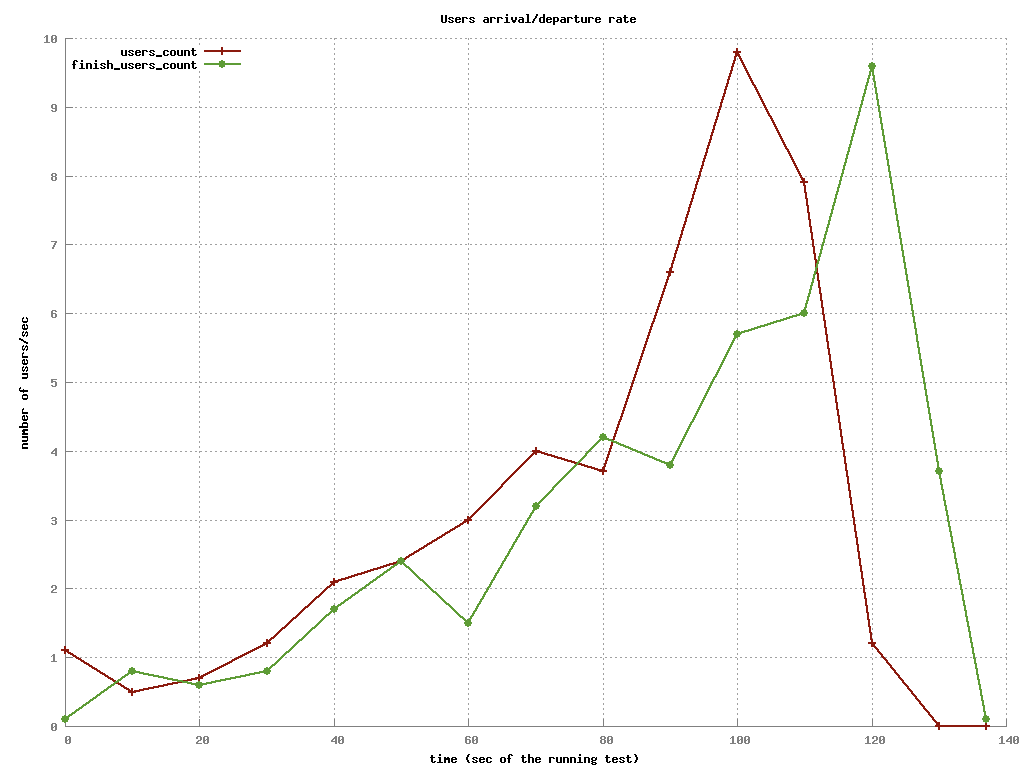 Users arrival/departure rate
users_count
finish_users_count
10
9
8
7
6
5
4
3
2
1
0
number of users/sec
0 20 40 60 80 100 120 140
time (sec of the running test)